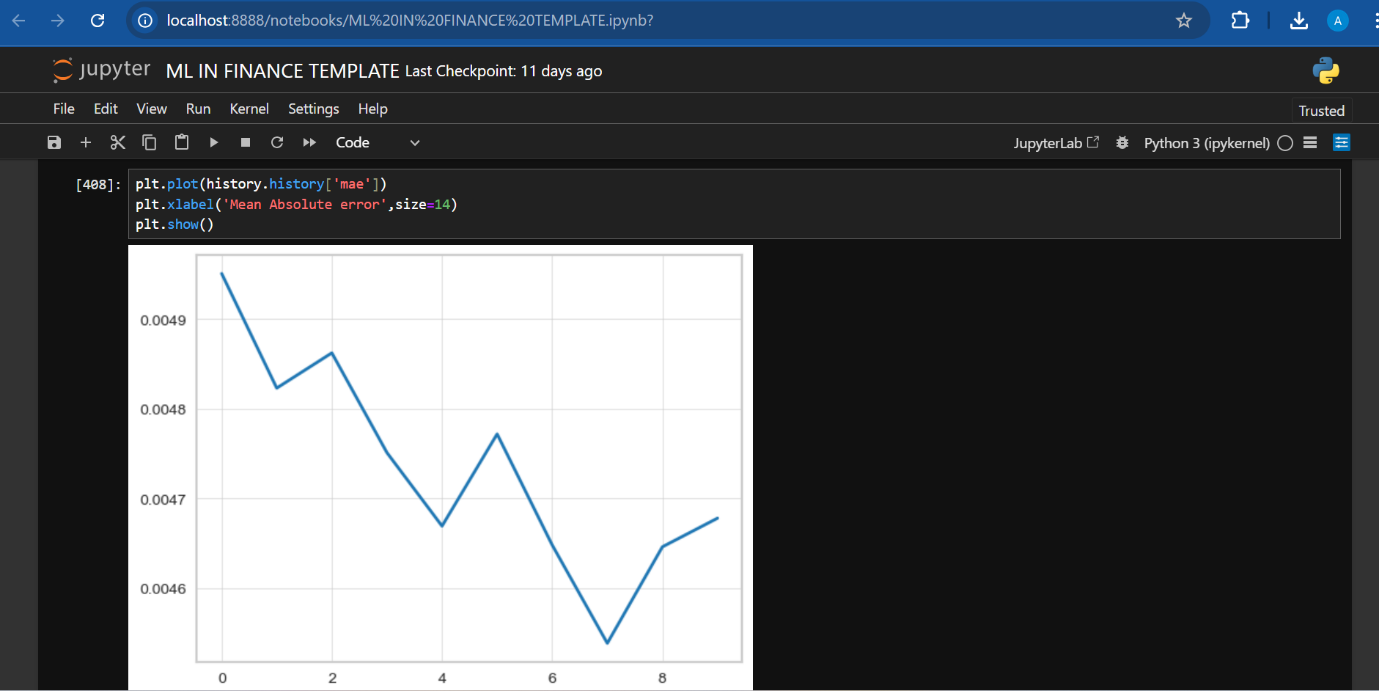 localhost:8888/notebooks/ML%20IN%20FINANCE%20TEMPLATE.ipynb?
A
jupyter ML IN FINANCE TEMPLATE Last Checkpoint: 11 days ago
File Edit View Run Kernel Settings Help
Trusted
Code JupyterLab Python 3 (ipykernel)
[408]: plt.plot(history.history['mae'])
plt.xlabel('Mean Absolute error',size=14)
plt.show()
0.0049
0.0048
0.0047
0.0046
0 2 4 6 8